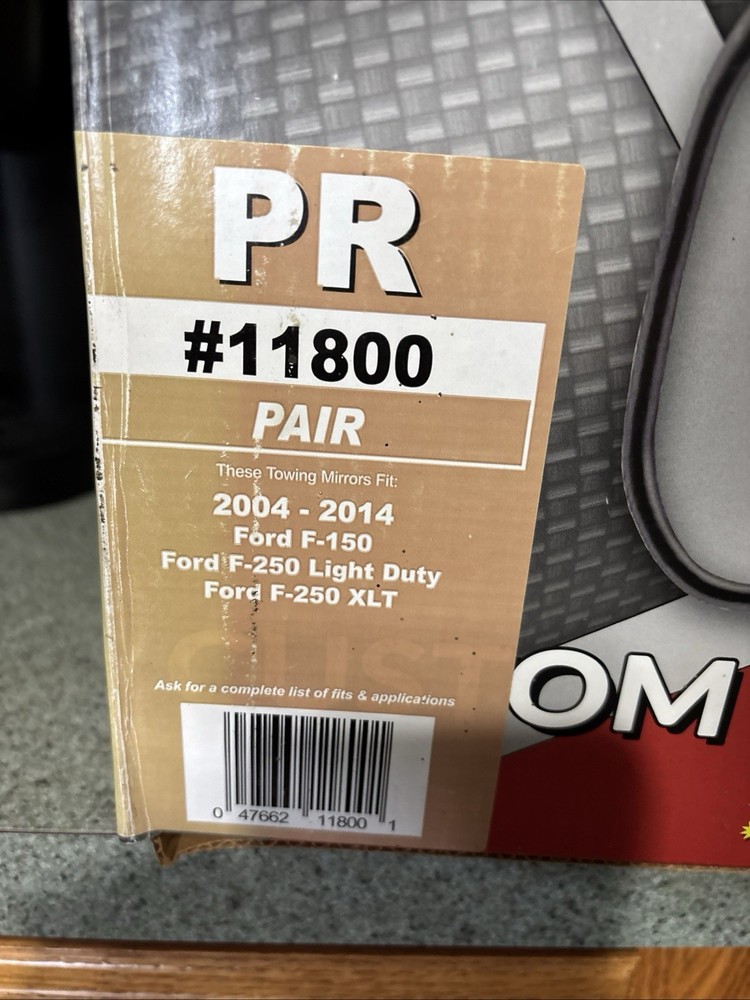 PR
#11800
PAIR
These Towing Mirrors Fit:
2004 - 2014
Ford F-150
Ford F-250 Light Duty
Ford F-250 XLT
Ask for a complete list of fits & applications
OM
0 47662 11800 1